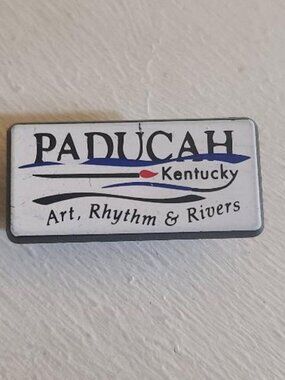 PADUCAH
Kentucky
Art, Rhythm & Rivers